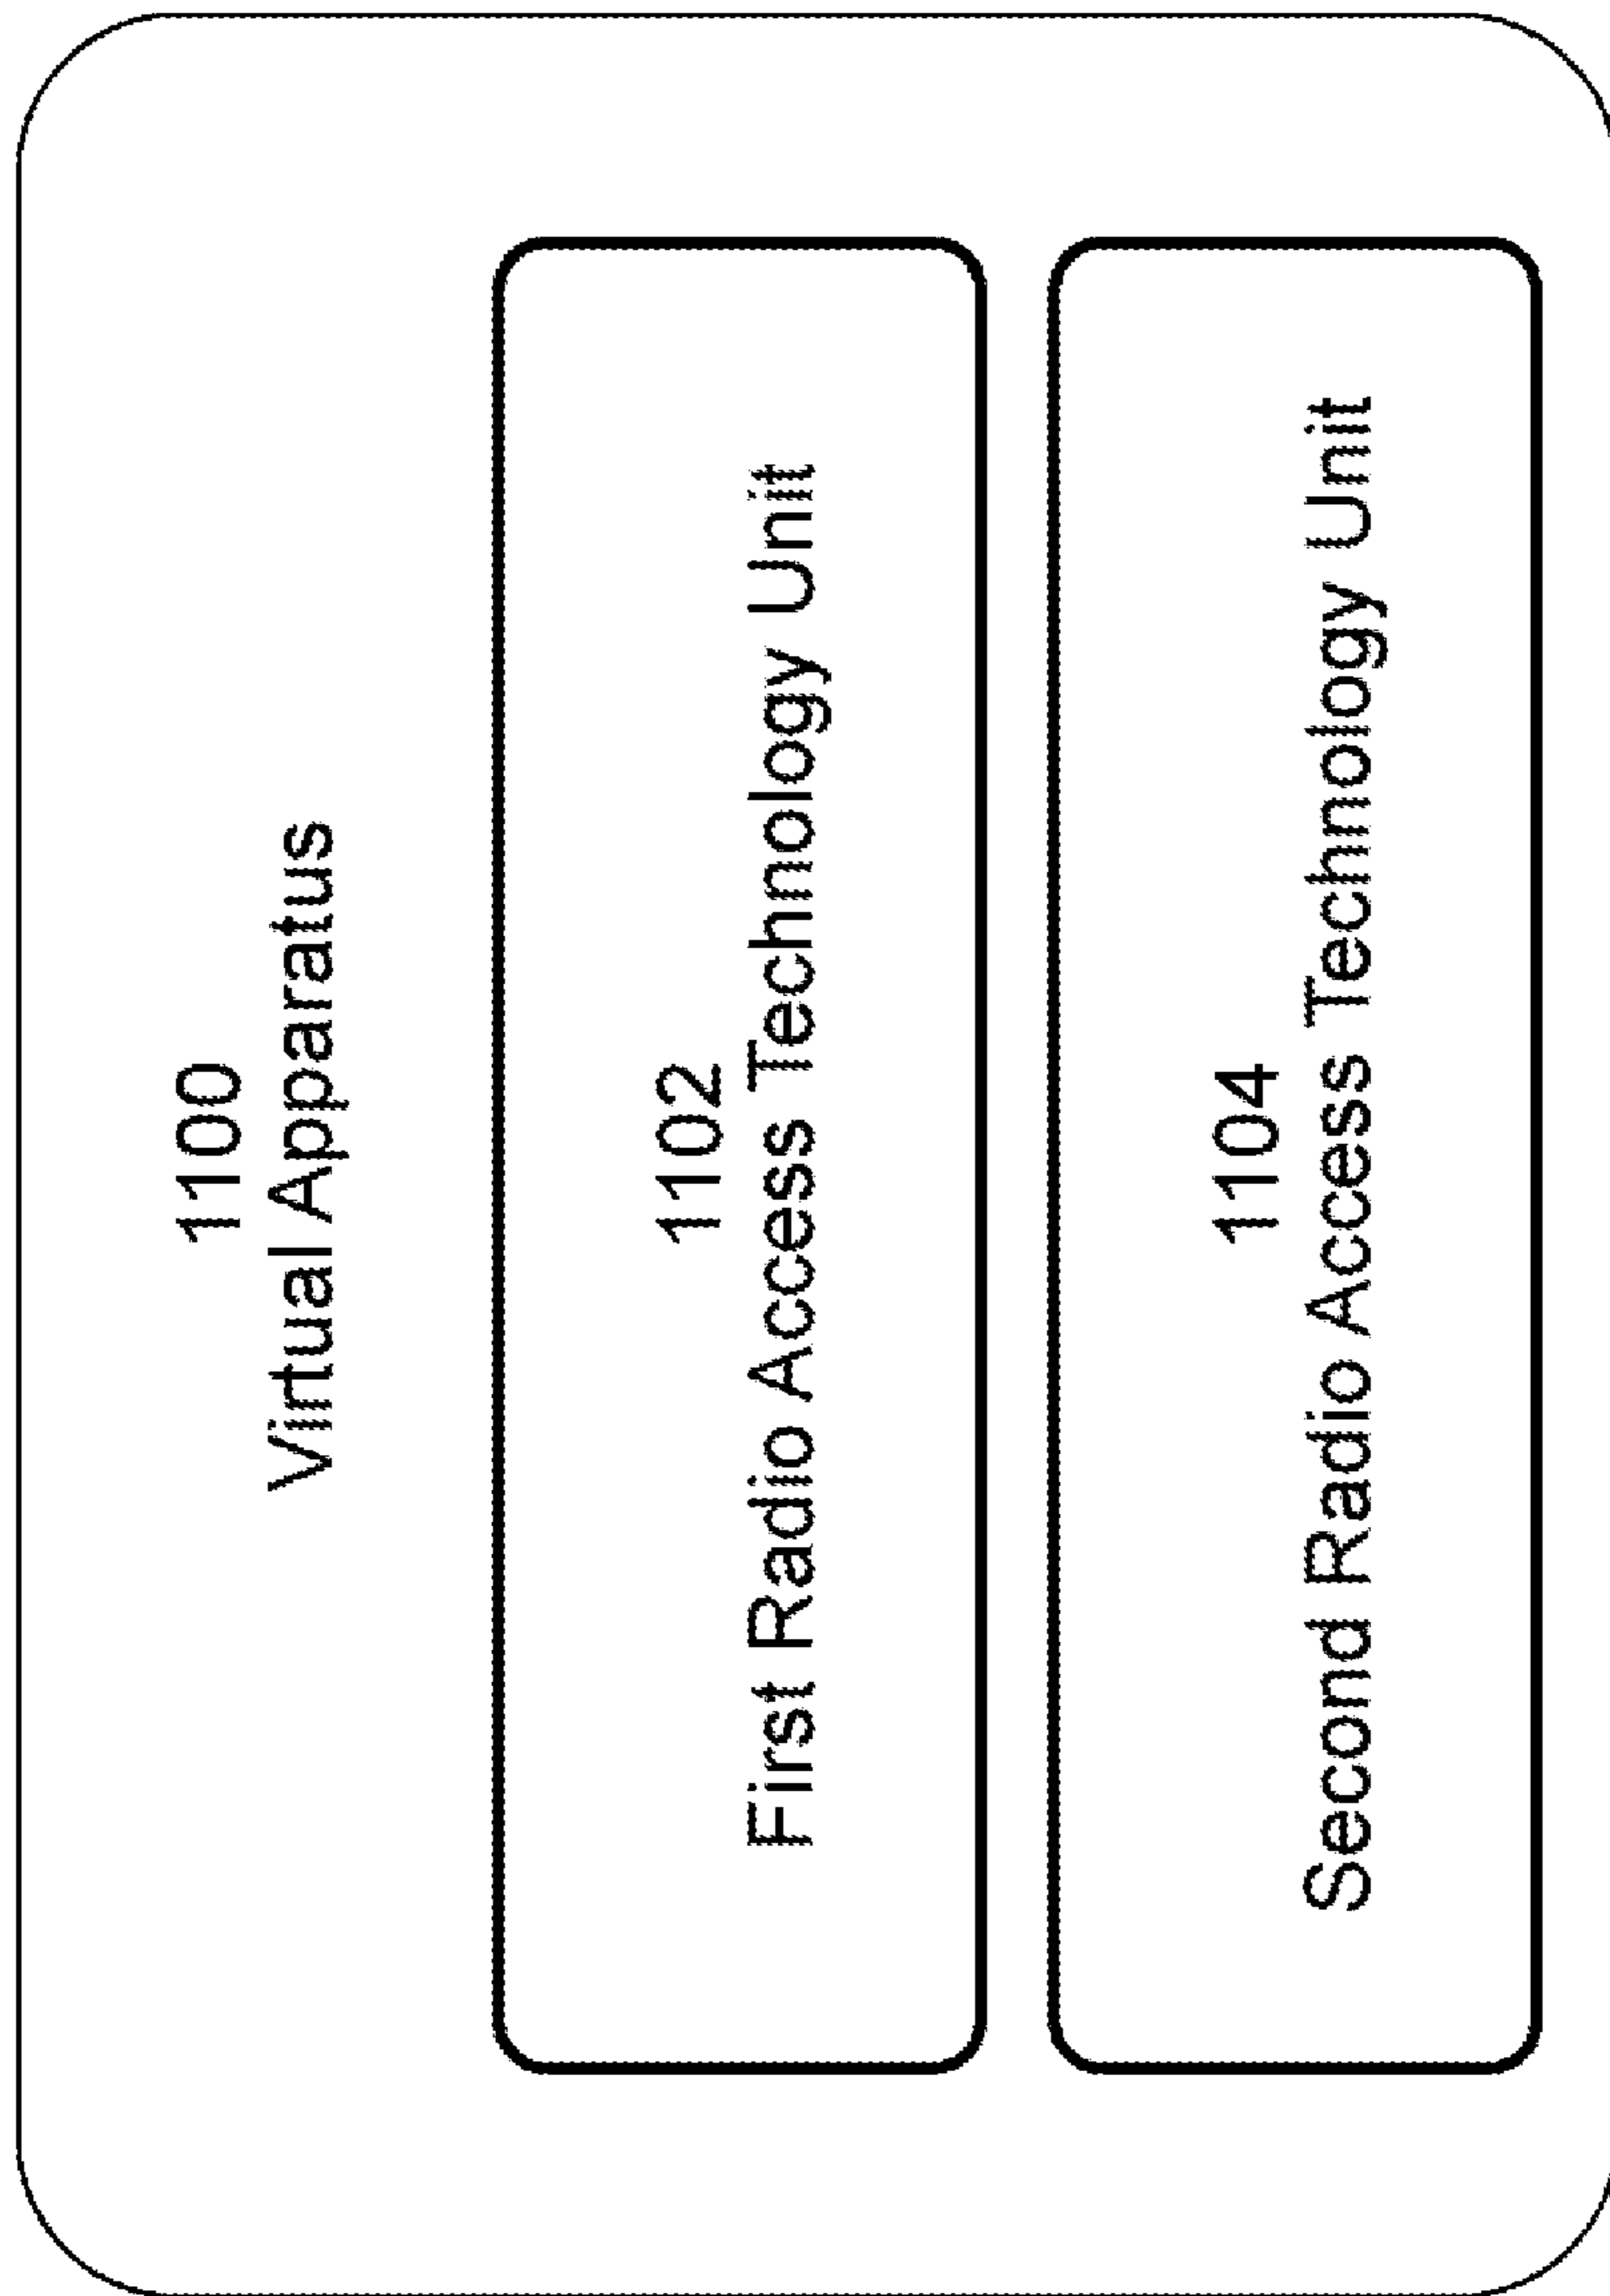 1100
Virtual Apparatus
1102
First Radio Access Technology Unit
1104
Second Radio Access Technology Unit